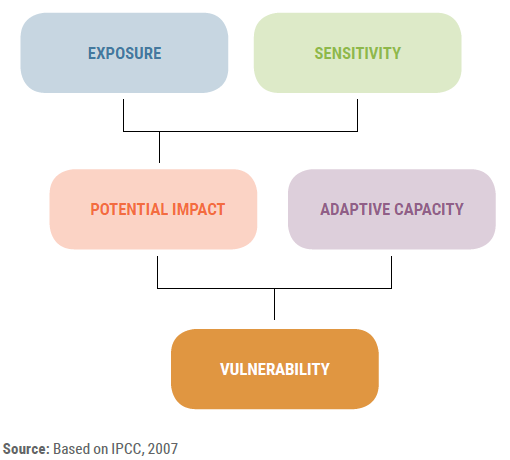 EXPOSURE
SENSITIVITY
POTENTIAL IMPACT
ADAPTIVE CAPACITY
VULNERABILITY
Source: Based on IPCC, 2007